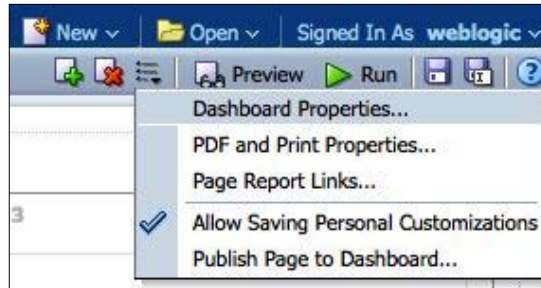 New Open Signed In As weblogic
Preview Run
Dashboard Properties...
PDF and Print Properties...
Page Report Links...
3
Allow Saving Personal Customizations
Publish Page to Dashboard...